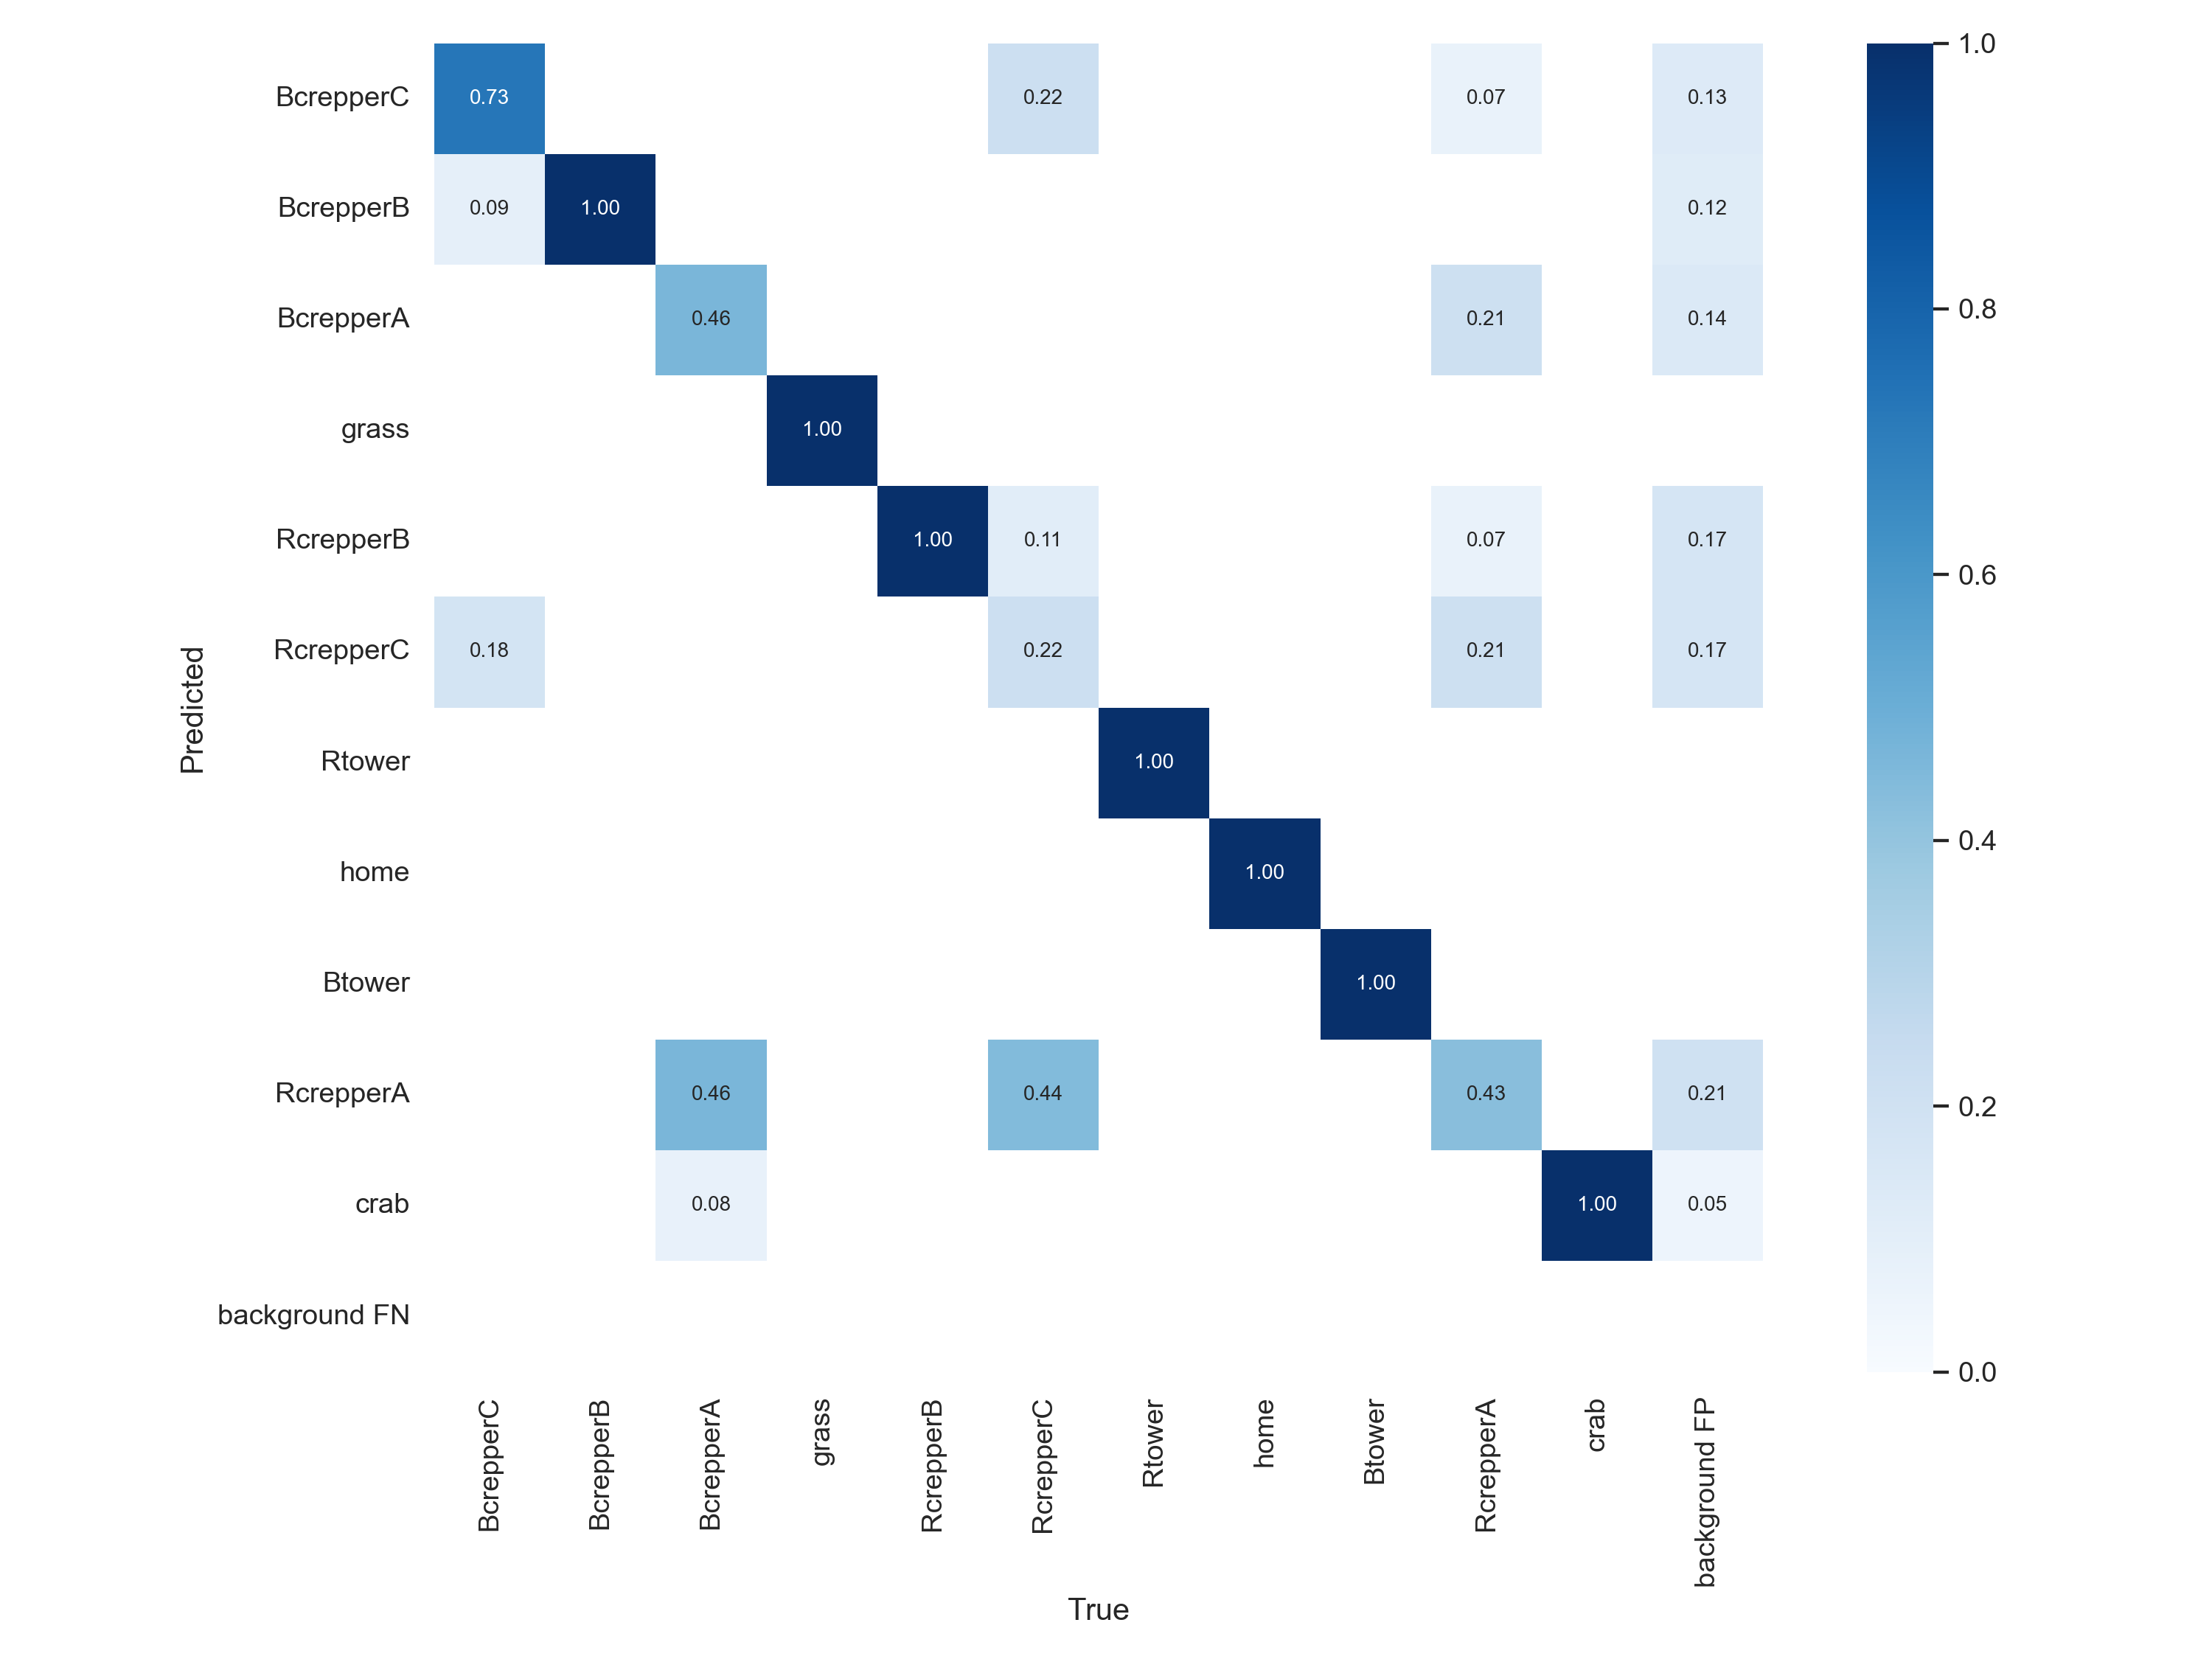 BcrepperC 0.73 0.22 0.07 0.13
BcrepperB 0.09 1.00 0.12
BcrepperA 0.46 0.21 0.14
grass 1.00
RcrepperB 1.00 0.11 0.07 0.17
RcrepperC 0.18 0.22 0.21 0.17
Rtower 1.00
home 1.00
Btower 1.00
RcrepperA 0.46 0.44 0.43 0.21
crab 0.08 1.00 0.05
background FN
Predicted
BcrepperC
BcrepperB
BcrepperA
grass
RcrepperB
RcrepperC
Rtower
home
Btower
RcrepperA
crab
background FP
True
1.0
0.8
0.6
0.4
0.2
0.0